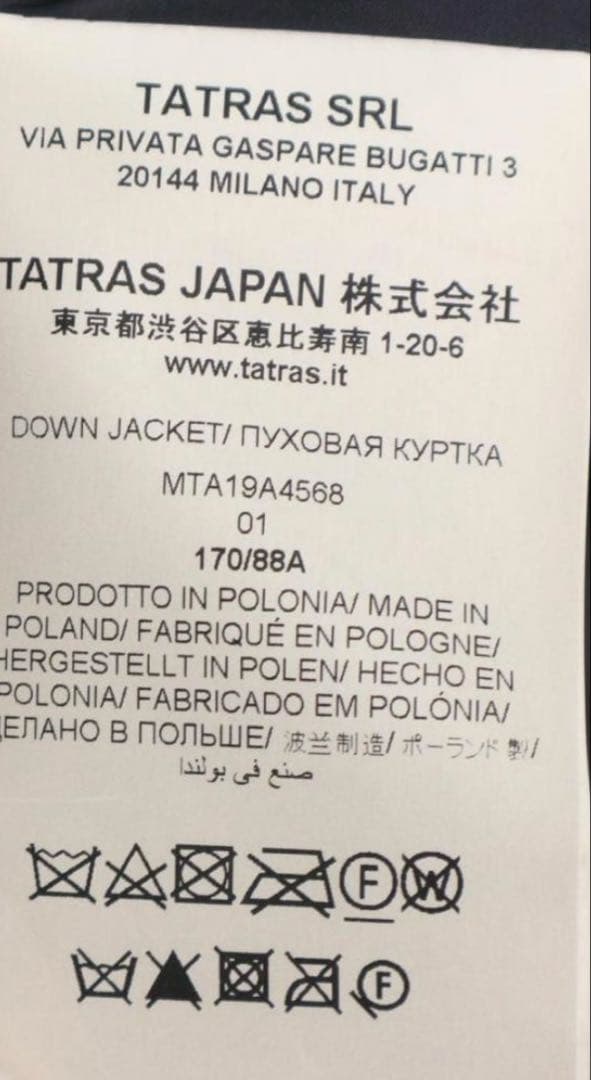 TATRAS SRL
VIA PRIVATA GASPARE BUGATTI 3
20144 MILANO ITALY
TATRAS JAPAN 株式会社
東京都渋谷区恵比寿南 1-20-6
www.tatras.it
DOWN JACKET/ ПУХОВАЯ КУРТКА
MTA19A4568
01
170/88A
PRODOTTO IN POLONIA/ MADE IN
POLAND/ FABRIQUÉ EN POLOGNE/
HERGESTELLT IN POLEN/ HECHO EN
POLONIA/ FABRICADO EM POLÓNIA/
ДЕЛАНО В ПОЛЬШЕ/ 波兰制造/ ポーランド製/
صنع في بولندا
F W
F